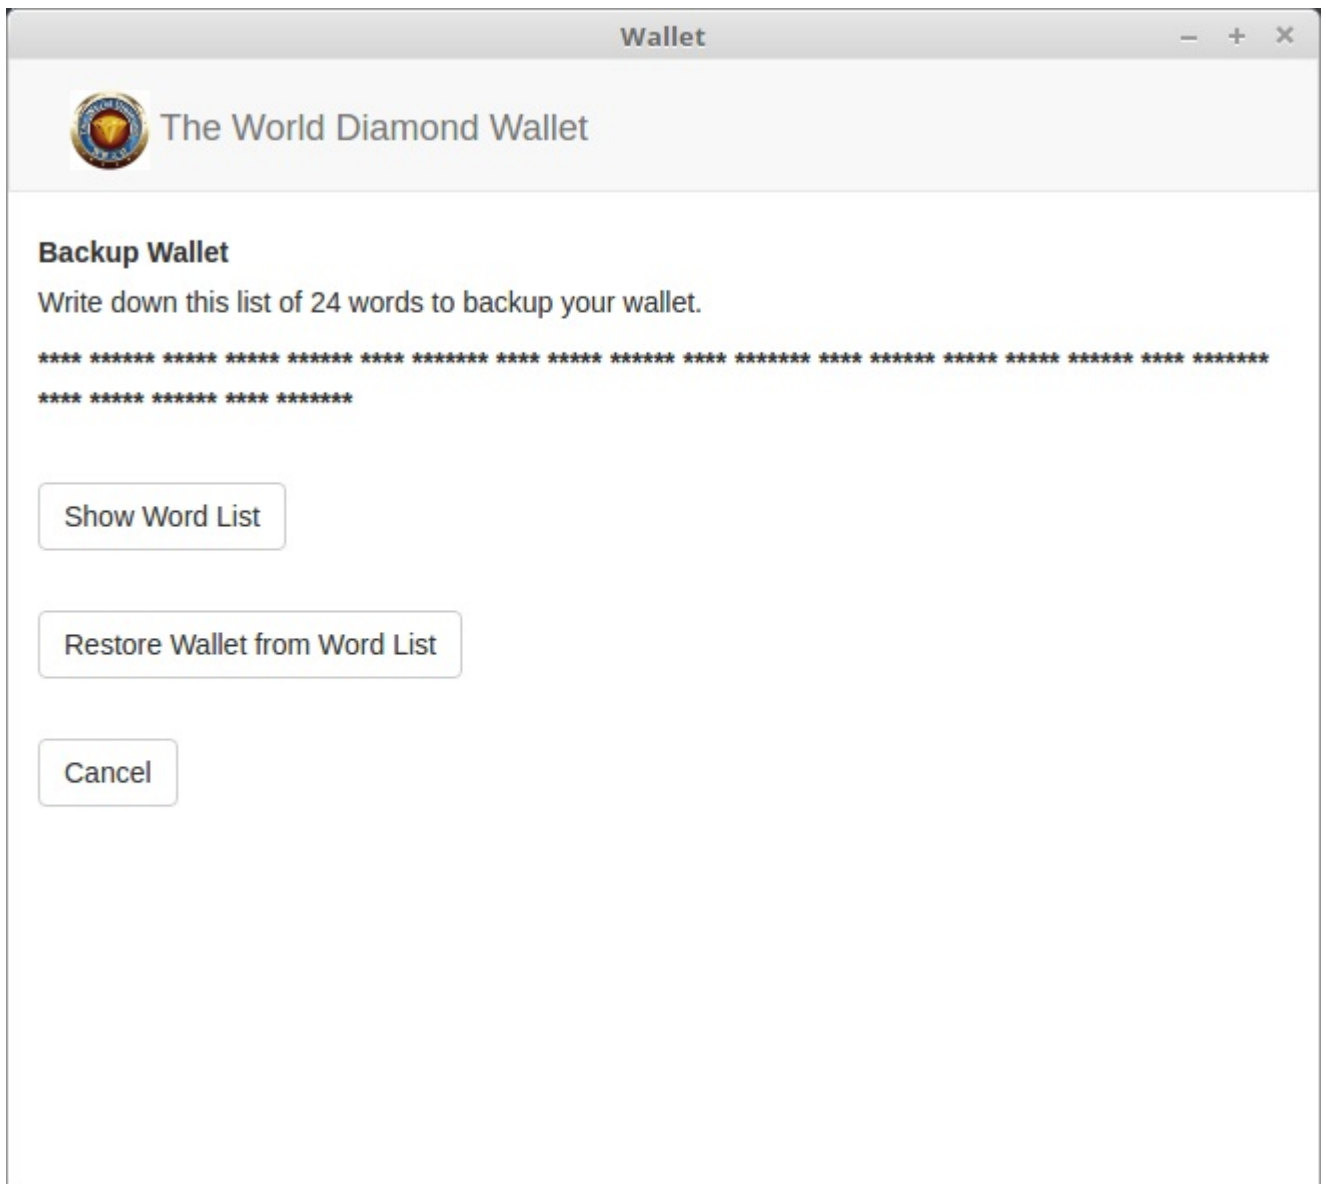 Wallet
The World Diamond Wallet
Backup Wallet
Write down this list of 24 words to backup your wallet.
**** ****** ***** ***** ****** **** ******* **** ***** ****** **** ******* **** ****** ***** ***** ****** **** *******
**** ***** ****** **** *******
Show Word List
Restore Wallet from Word List
Cancel